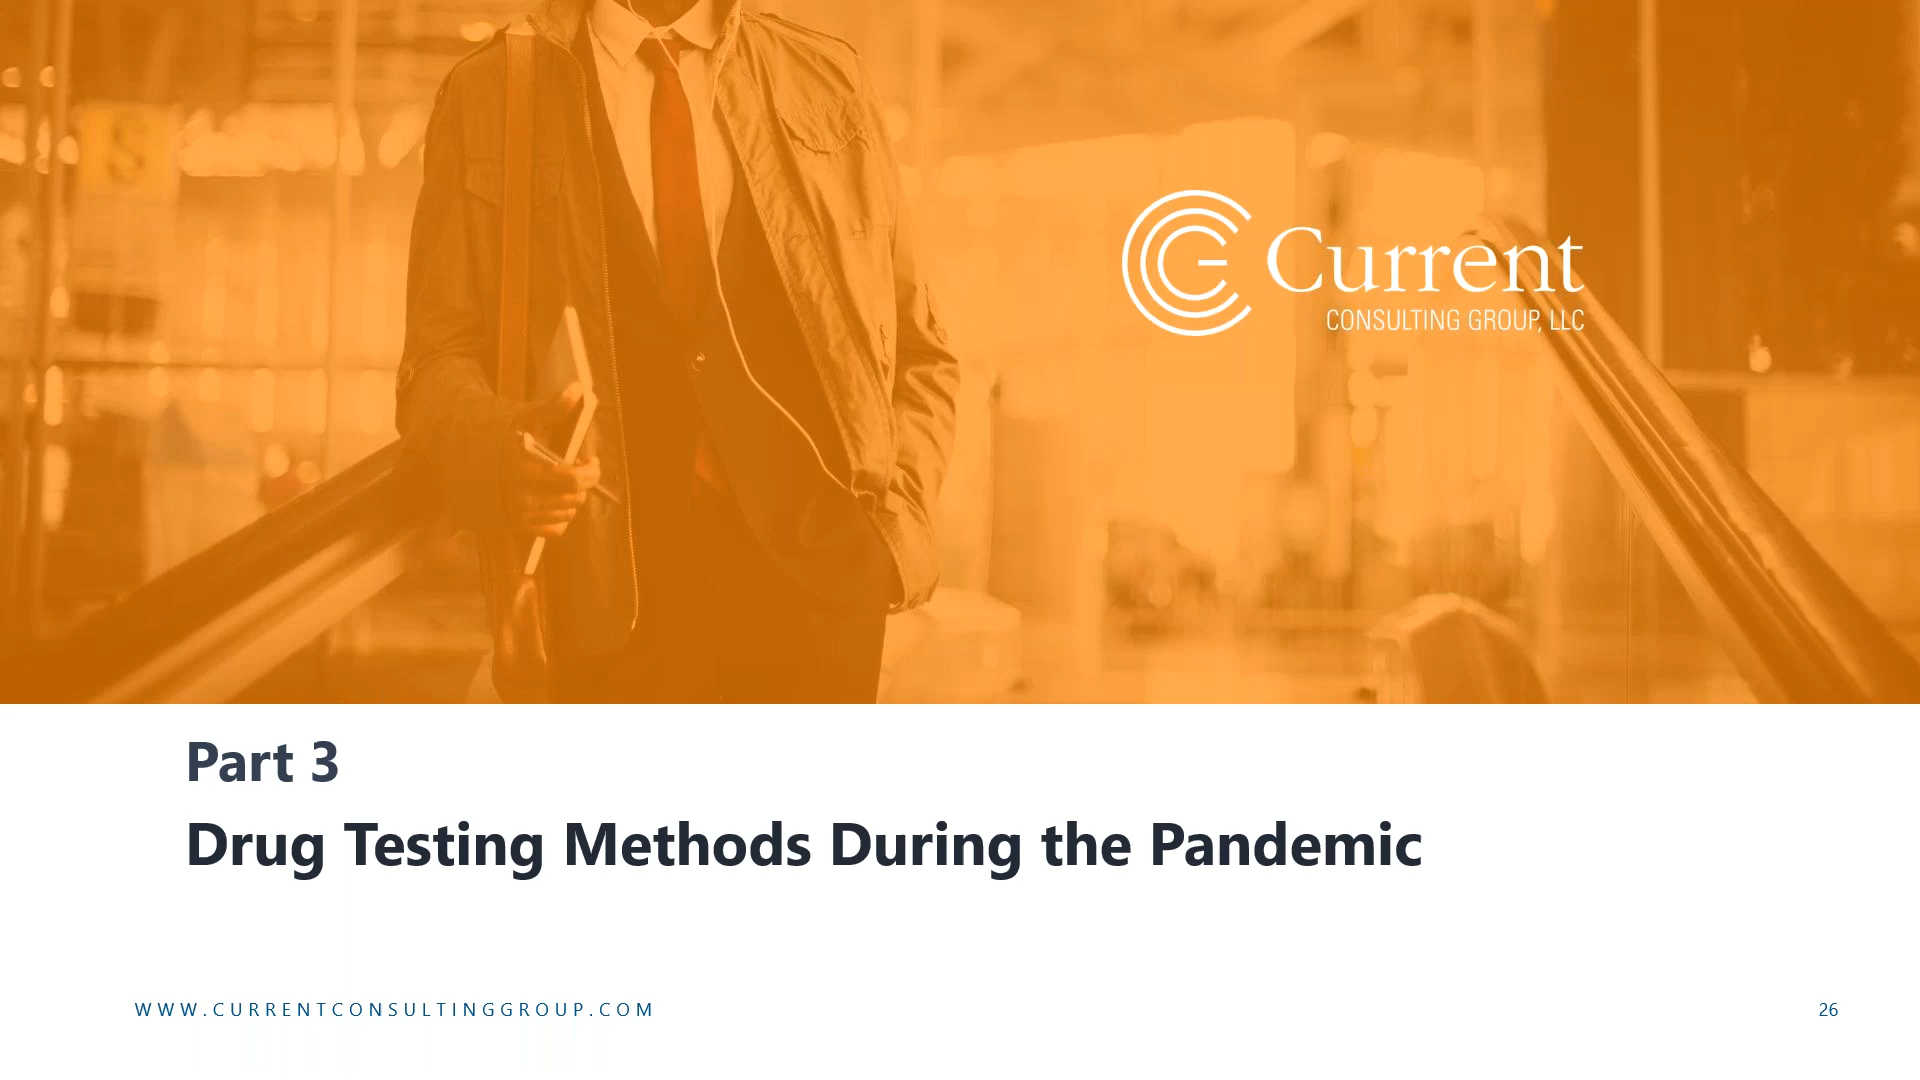 Current
CONSULTING GROUP, LLC
Part 3
Drug Testing Methods During the Pandemic
WWW.CURRENTCONSULTINGGROUP.COM
26